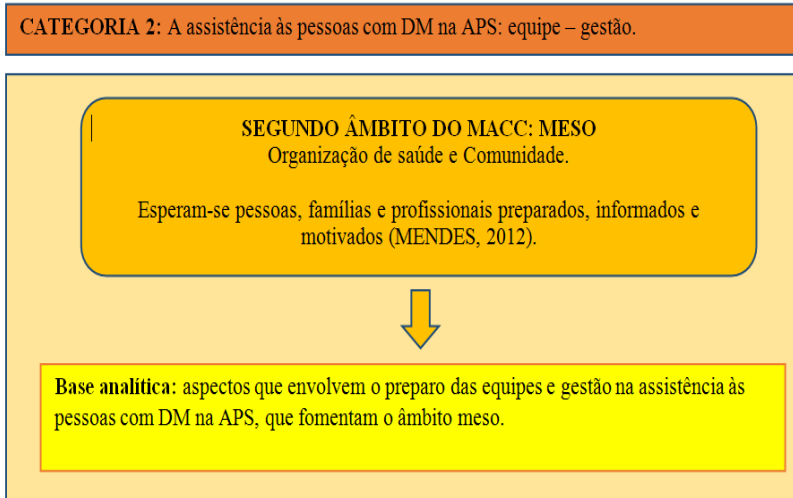 CATEGORIA 2: A assistência às pessoas com DM na APS: equipe – gestão.
SEGUNDO ÂMBITO DO MACC: MESO
Organização de saúde e Comunidade.
Esperam-se pessoas, famílias e profissionais preparados, informados e
motivados (MENDES, 2012).
Base analítica: aspectos que envolvem o preparo das equipes e gestão na assistência às
pessoas com DM na APS, que fomentam o âmbito meso.